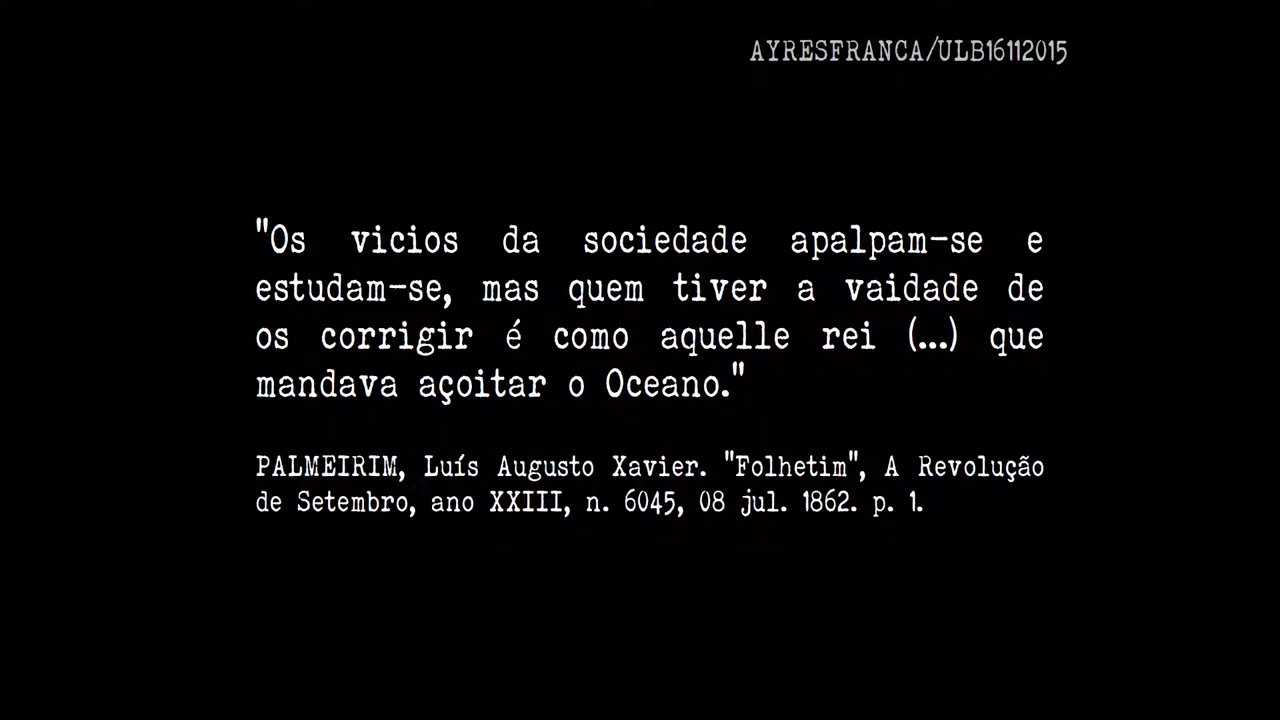 AYRESFRANCA/ULB16112015
"Os vicios da sociedade apalpam-se e
estudam-se, mas quem tiver a vaidade de
os corrigir é como aquelle rei (...) que
mandava açoitar o Oceano."
PALMEIRIM, Luís Augusto Xavier. "Folhetim", A Revolução
de Setembro, ano XXIII, n. 6045, 08 jul. 1862. p. 1.